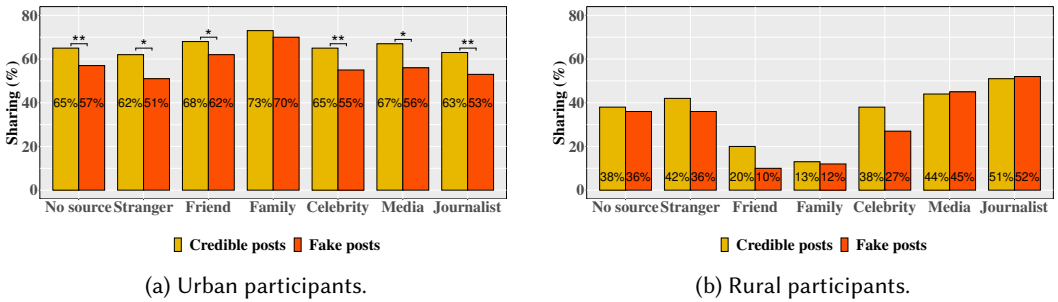 80
60
40
20
0
Sharing (%)
** * * ** * **
65% 57% 62% 51% 68% 62% 73% 70% 65% 55% 67% 56% 63% 53%
No source Stranger Friend Family Celebrity Media Journalist
Credible posts Fake posts
(a) Urban participants.
80
60
40
20
0
Sharing (%)
38% 36% 42% 36% 20% 10% 13% 12% 38% 27% 44% 45% 51% 52%
No source Stranger Friend Family Celebrity Media Journalist
Credible posts Fake posts
(b) Rural participants.